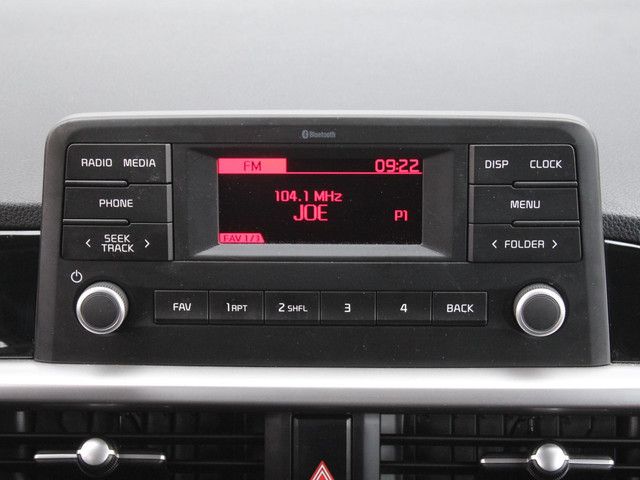 Bluetooth
RADIO MEDIA
FM 09:22
DISP CLOCK
PHONE
104.1 MHz
JOE P1
MENU
< SEEK TRACK >
FAV 1/1
< FOLDER >
FAV 1 RPT 2 SHFL 3 4 BACK